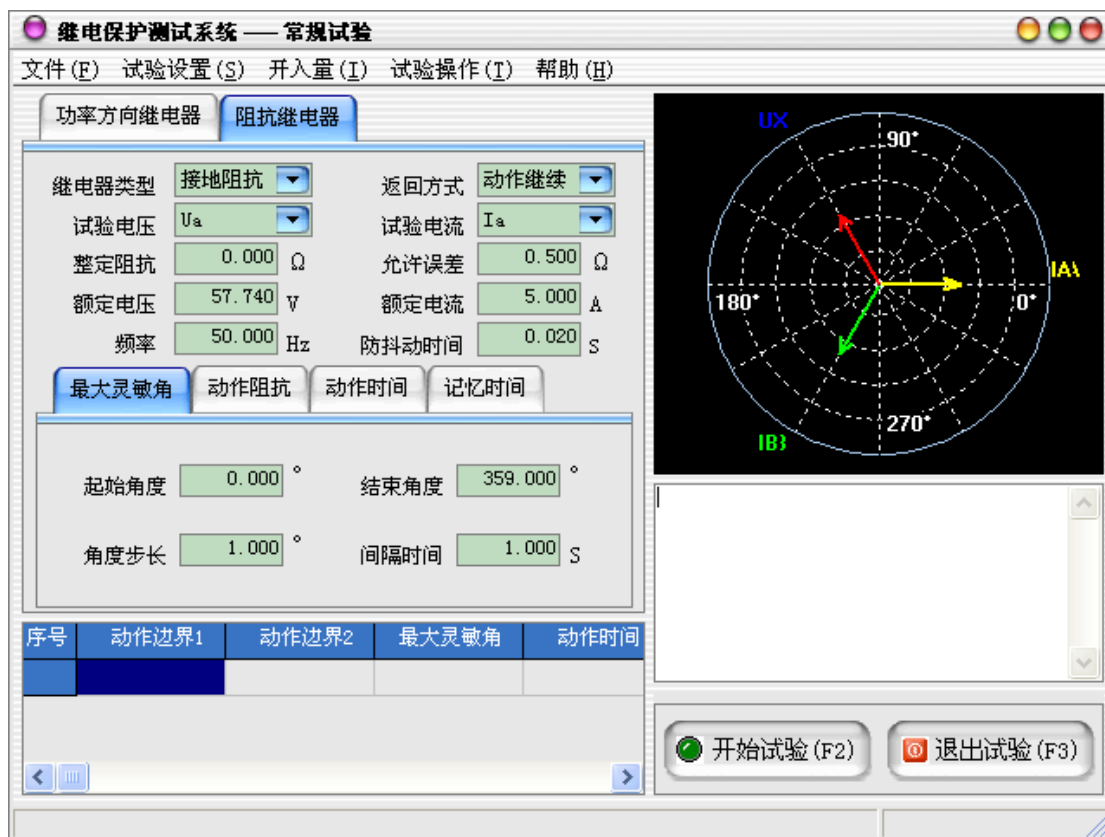 继电保护测试系统 —— 常规试验
文件(F) 试验设置(S) 开入量(I) 试验操作(T) 帮助(H)
功率方向继电器 阻抗继电器
继电器类型 接地阻抗 返回方式 动作继续
试验电压 Ua 试验电流 Ia
整定阻抗 0.000 Ω 允许误差 0.500 Ω
额定电压 57.740 V 额定电流 5.000 A
频率 50.000 Hz 防抖动时间 0.020 S
最大灵敏角 动作阻抗 动作时间 记忆时间
起始角度 0.000 ° 结束角度 359.000 °
角度步长 1.000 ° 间隔时间 1.000 S
序号 动作边界1 动作边界2 最大灵敏角 动作时间
90°
180°
0°
270°
开始试验(F2) 退出试验(F3)